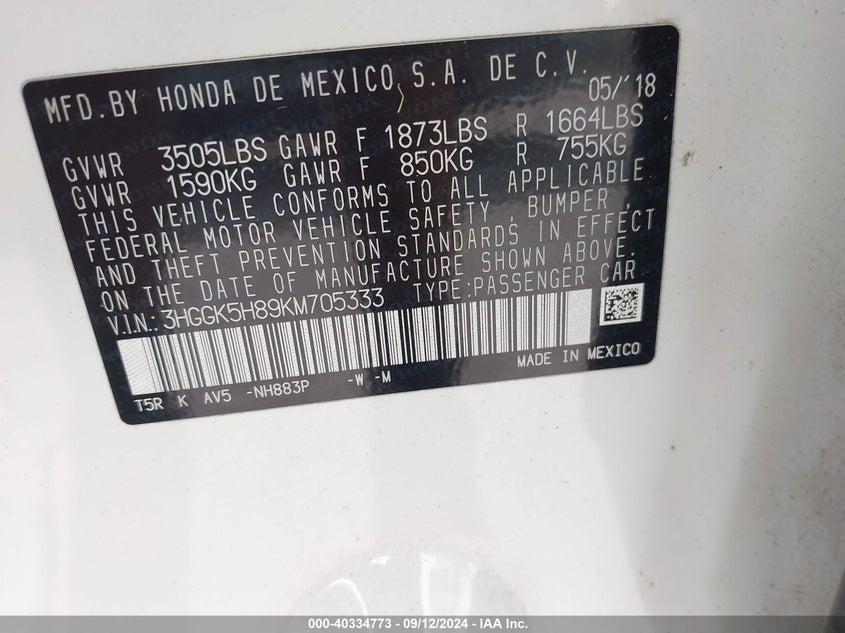 MFD.BY HONDA DE MEXICO S.A. DE C.V.
05/'18
GVWR 3505LBS GAWR F 1873LBS R 1664LBS
GVWR 1590KG GAWR F 850KG R 755KG
THIS VEHICLE CONFORMS TO ALL APPLICABLE
FEDERAL MOTOR VEHICLE SAFETY, BUMPER,
AND THEFT PREVENTION STANDARDS IN EFFECT
ON THE DATE OF MANUFACTURE SHOWN ABOVE.
V.I.N.: 3HGGK5H89KM705333 TYPE:PASSENGER CAR
MADE IN MEXICO
T5R K AV5 -NH883P -W -M
000-40334773 - 09/12/2024 - IAA Inc.